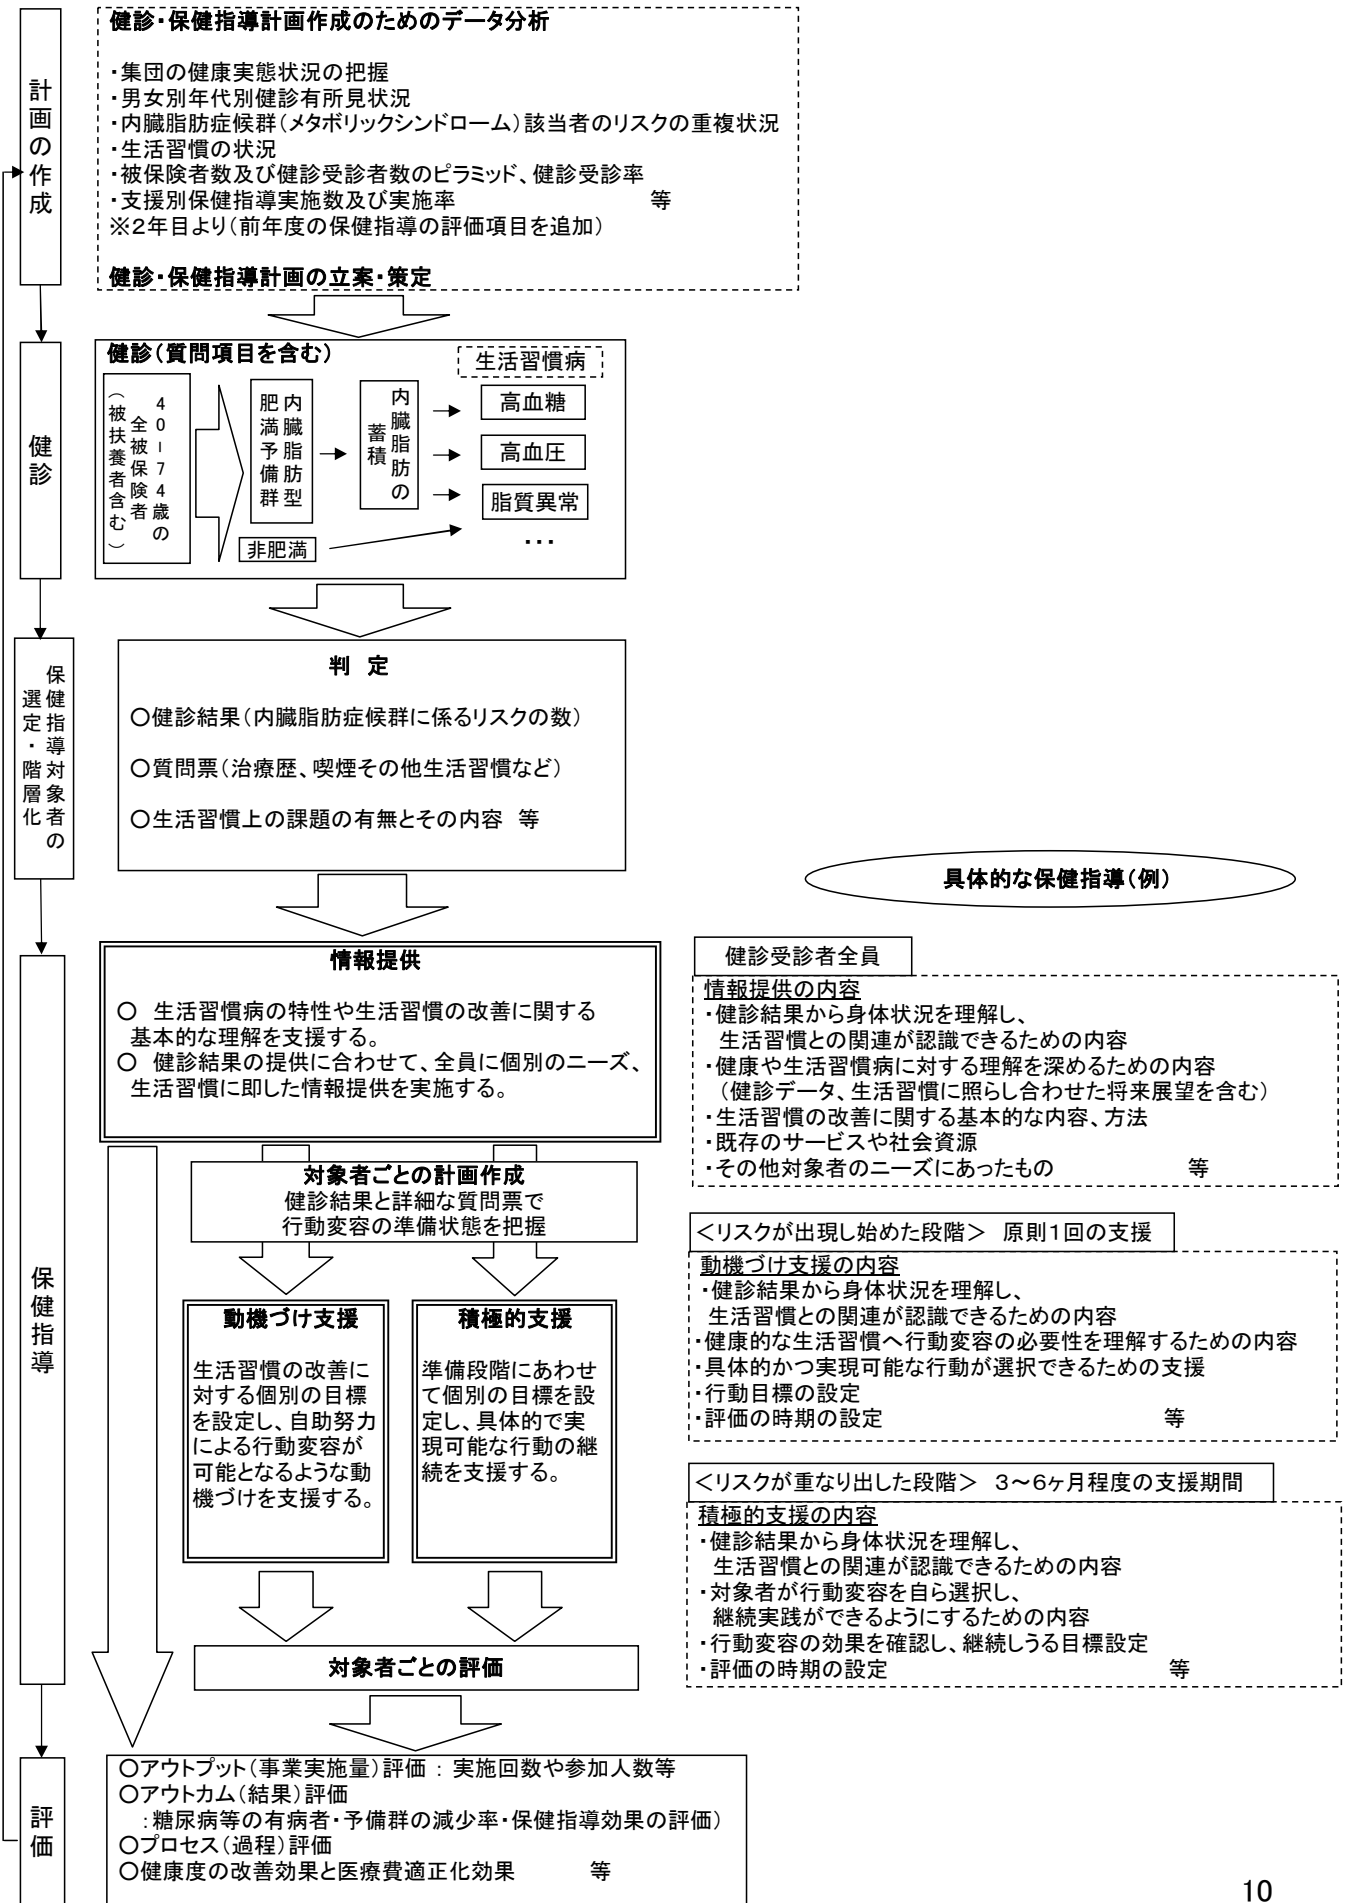 計画の作成
健診・保健指導計画作成のためのデータ分析
・集団の健康実態状況の把握
・男女別年代別健診有所見状況
・内臓脂肪症候群(メタボリックシンドローム)該当者のリスクの重複状況
・生活習慣の状況
・被保険者数及び健診受診者数のピラミッド、健診受診率
・支援別保健指導実施数及び実施率 等
※2年目より(前年度の保健指導の評価項目を追加)
健診・保健指導計画の立案・策定
健診
健診(質問項目を含む)
40-74歳の
全被保険者
(被扶養者含む)
内臓脂肪型
肥満予備群
非肥満
内臓脂肪の
蓄積
生活習慣病
高血糖
高血圧
脂質異常
・・・
保健指導対象者の
選定・階層化
判 定
○健診結果(内臓脂肪症候群に係るリスクの数)
○質問票(治療歴、喫煙その他生活習慣など)
○生活習慣上の課題の有無とその内容 等
保健指導
情報提供
○ 生活習慣病の特性や生活習慣の改善に関する
基本的な理解を支援する。
○ 健診結果の提供に合わせて、全員に個別のニーズ、
生活習慣に即した情報提供を実施する。
対象者ごとの計画作成
健診結果と詳細な質問票で
行動変容の準備状態を把握
動機づけ支援
生活習慣の改善に
対する個別の目標
を設定し、自助努力
による行動変容が
可能となるような動
機づけを支援する。
積極的支援
準備段階にあわせ
て個別の目標を設
定し、具体的で実
現可能な行動の継
続を支援する。
対象者ごとの評価
具体的な保健指導(例)
健診受診者全員
情報提供の内容
・健診結果から身体状況を理解し、
生活習慣との関連が認識できるための内容
・健康や生活習慣病に対する理解を深めるための内容
(健診データ、生活習慣に照らし合わせた将来展望を含む)
・生活習慣の改善に関する基本的な内容、方法
・既存のサービスや社会資源
・その他対象者のニーズにあったもの 等
<リスクが出現し始めた段階> 原則1回の支援
動機づけ支援の内容
・健診結果から身体状況を理解し、
生活習慣との関連が認識できるための内容
・健康的な生活習慣へ行動変容の必要性を理解するための内容
・具体的かつ実現可能な行動が選択できるための支援
・行動目標の設定
・評価の時期の設定 等
<リスクが重なり出した段階> 3~6ヶ月程度の支援期間
積極的支援の内容
・健診結果から身体状況を理解し、
生活習慣との関連が認識できるための内容
・対象者が行動変容を自ら選択し、
継続実践ができるようにするための内容
・行動変容の効果を確認し、継続しうる目標設定
・評価の時期の設定 等
評価
○アウトプット(事業実施量)評価 : 実施回数や参加人数等
○アウトカム(結果)評価
:糖尿病等の有病者・予備群の減少率・保健指導効果の評価)
○プロセス(過程)評価
○健康度の改善効果と医療費適正化効果 等
10